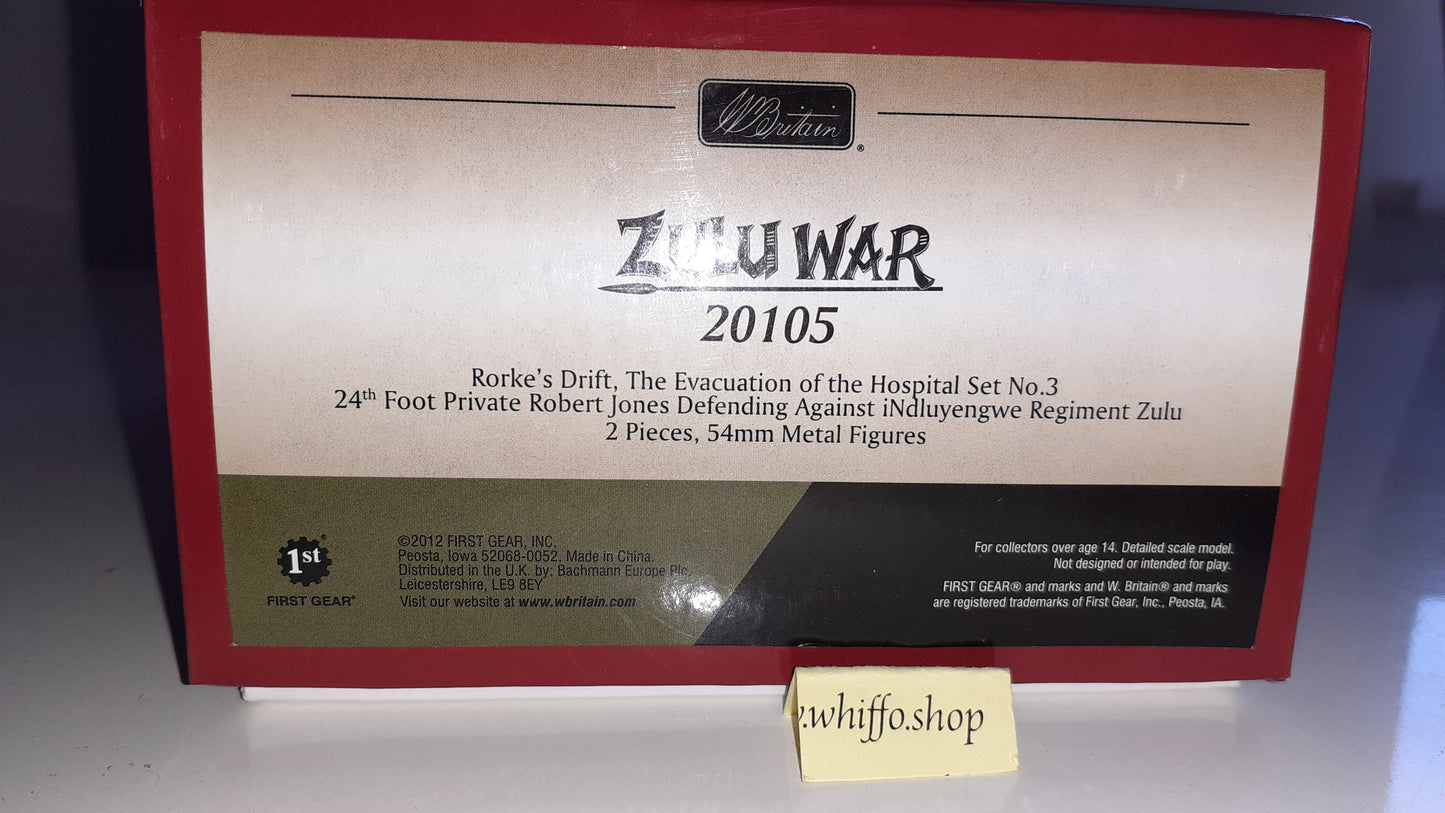 W Britain®
ZULU WAR
20105
Rorke's Drift, The Evacuation of the Hospital Set No.3
24th Foot Private Robert Jones Defending Against iNdluyengwe Regiment Zulu
2 Pieces, 54mm Metal Figures
1st
FIRST GEAR®
©2012 FIRST GEAR, INC.
Peosta, Iowa 52068-0052. Made in China.
Distributed in the U.K. by: Bachmann Europe Plc,
Leicestershire, LE9 8EY
Visit our website at www.wbritain.com
For collectors over age 14. Detailed scale model.
Not designed or intended for play.
FIRST GEAR® and marks and W. Britain® and marks
are registered trademarks of First Gear, Inc., Peosta, IA.
.whiffo.shop